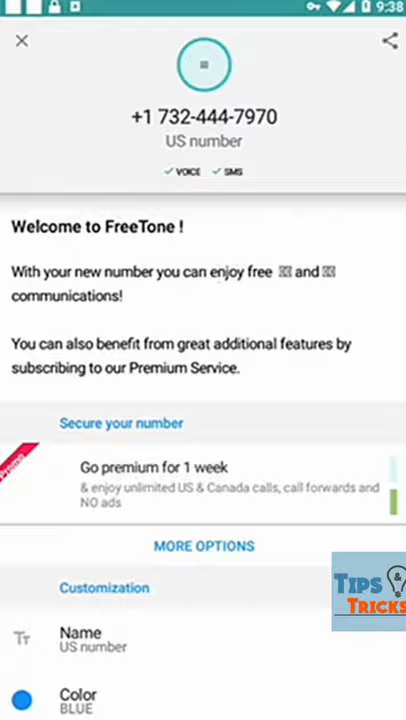 9:38
+1 732-444-7970
US number
VOICE SMS
Welcome to FreeTone !
With your new number you can enjoy free and
communications!
You can also benefit from great additional features by
subscribing to our Premium Service.
Secure your number
Promo
Go premium for 1 week
& enjoy unlimited US & Canada calls, call forwards and
NO ads
MORE OPTIONS
TIPS
TRICKS
Customization
Tт Name
US number
Color
BLUE